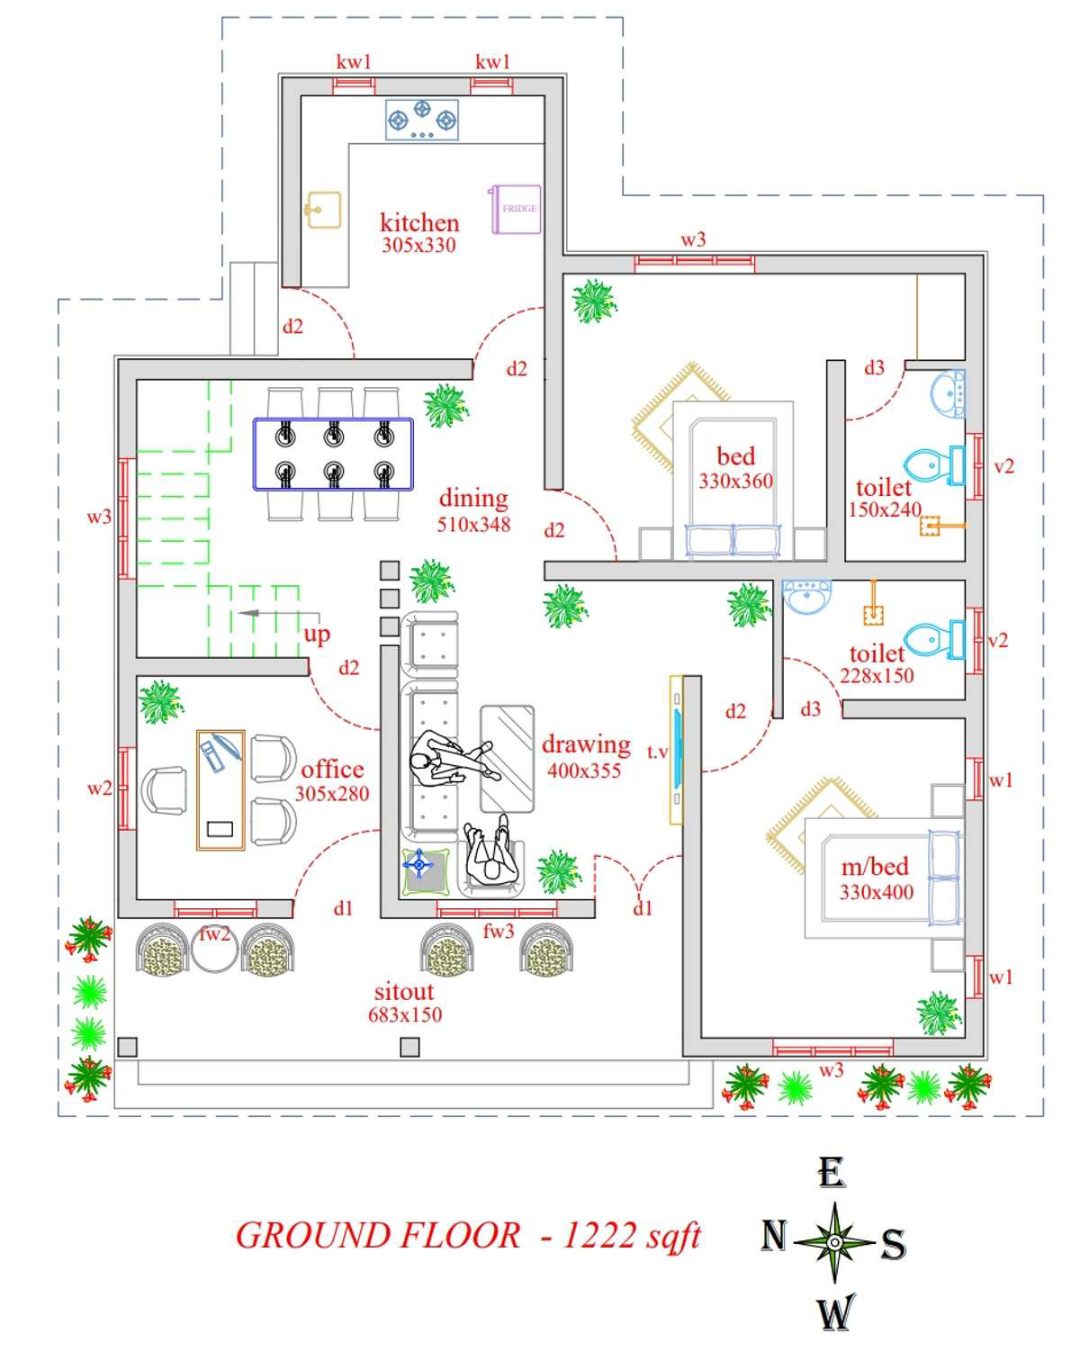 kw1
kw1
FRIDGE
kitchen
305x330
w3
d2
d2
d3
bed
330x360
v2
toilet
150x240
dining
510x348
w3
d2
up
d2
toilet
228x150
v2
d2
d3
drawing
400x355
t.v
office
305x280
w2
w1
m/bed
330x400
d1
d1
fw2
fw3
sitout
683x150
w1
w3
E
GROUND FLOOR - 1222 sqft
N
S
W